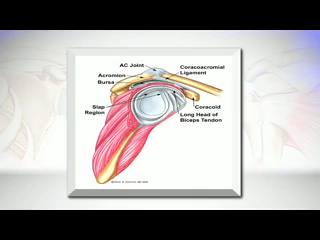 AC Joint
Coracoacromial
Ligament
Acromion
Bursa
Slap
Region
Coracoid
Long Head of
Biceps Tendon